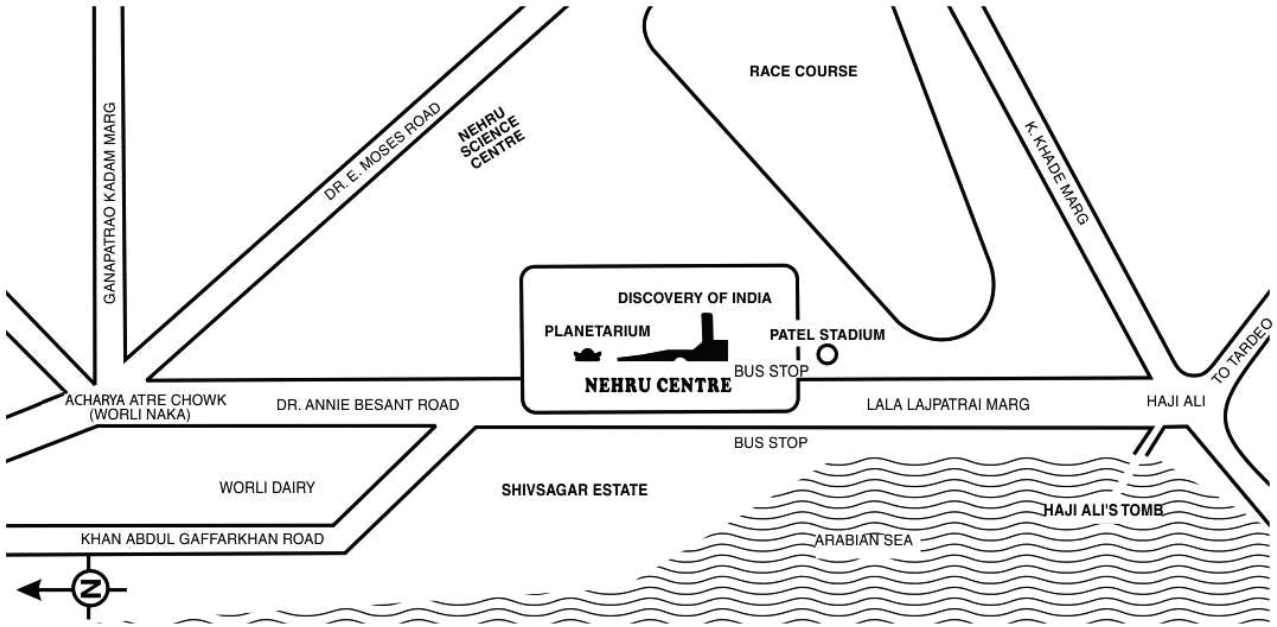 RACE COURSE
GANAPATRAO KADAM MARG
DR. E. MOSES ROAD
NEHRU
SCIENCE
CENTRE
K. KHADE MARG
DISCOVERY OF INDIA
PLANETARIUM
PATEL STADIUM
TO TARDEO
BUS STOP
NEHRU CENTRE
ACHARYA ATRE CHOWK
(WORLI NAKA)
DR. ANNIE BESANT ROAD
LALA LAJPATRAI MARG
HAJI ALI
BUS STOP
WORLI DAIRY
SHIVSAGAR ESTATE
HAJI ALI'S TOMB
KHAN ABDUL GAFFARKHAN ROAD
ARABIAN SEA
N